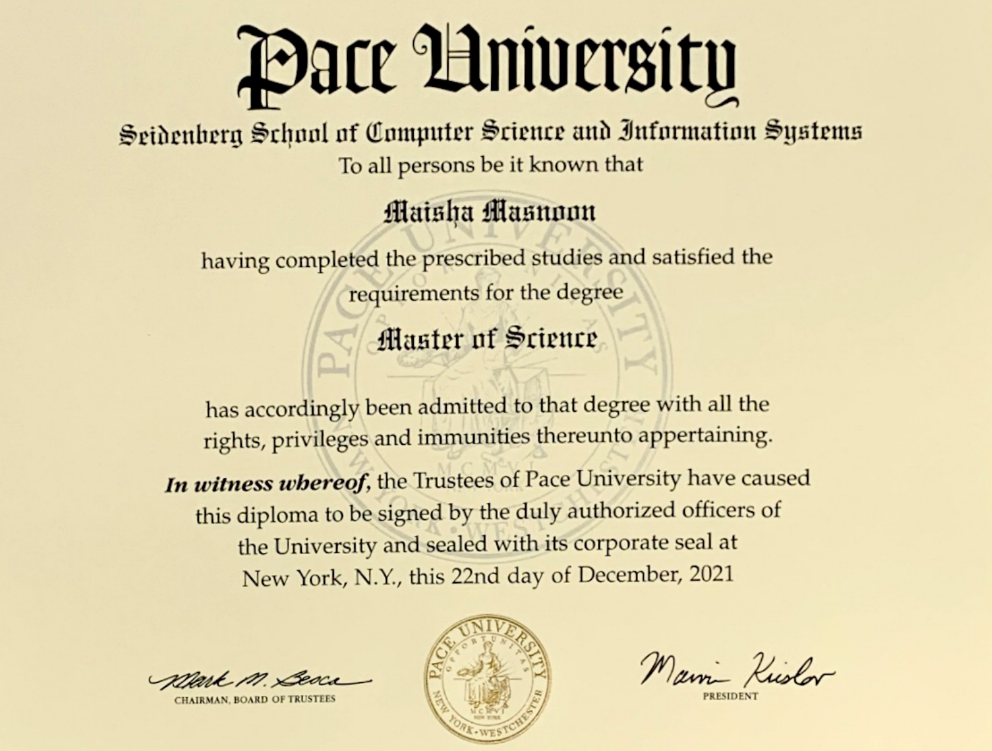 Pace University
Seidenberg School of Computer Science and Information Systems
To all persons be it known that
Maisha Masnoon
having completed the prescribed studies and satisfied the
requirements for the degree
Master of Science
has accordingly been admitted to that degree with all the
rights, privileges and immunities thereunto appertaining.
In witness whereof, the Trustees of Pace University have caused
this diploma to be signed by the duly authorized officers of
the University and sealed with its corporate seal at
New York, N.Y., this 22nd day of December, 2021
PACE UNIVERSITY
OPPORTUNITAS
MCMVI
NEW YORK
NEW YORK · WESTCHESTER
Mark M.
CHAIRMAN, BOARD OF TRUSTEES
PRESIDENT